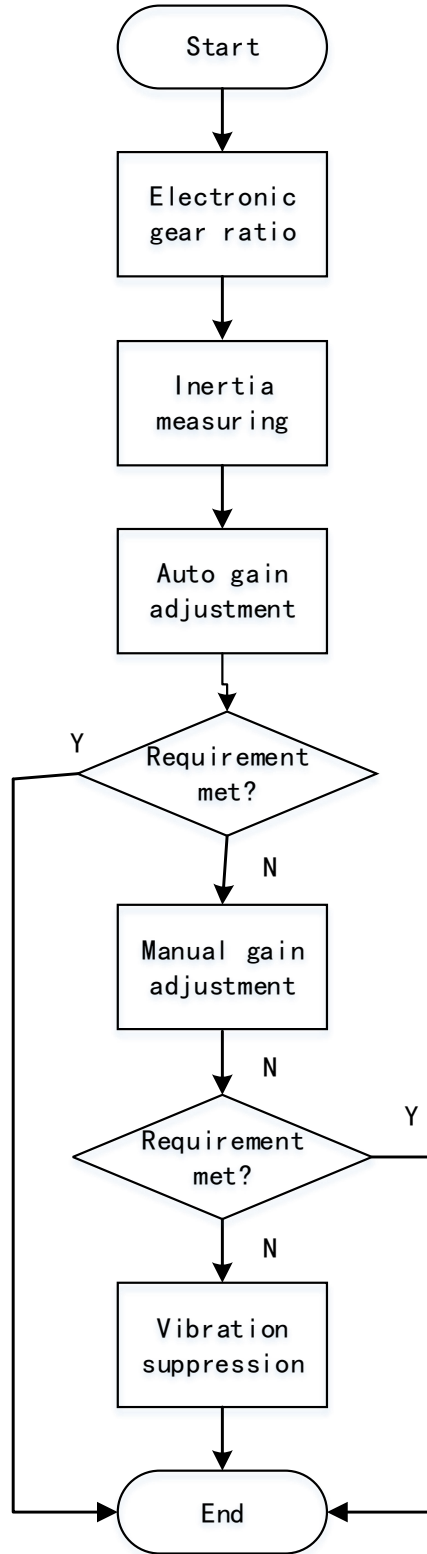 Start
Electronic
gear ratio
Inertia
measuring
Auto gain
adjustment
Y
Requirement
met?
N
Manual gain
adjustment
N
Y
Requirement
met?
N
Vibration
suppression
End